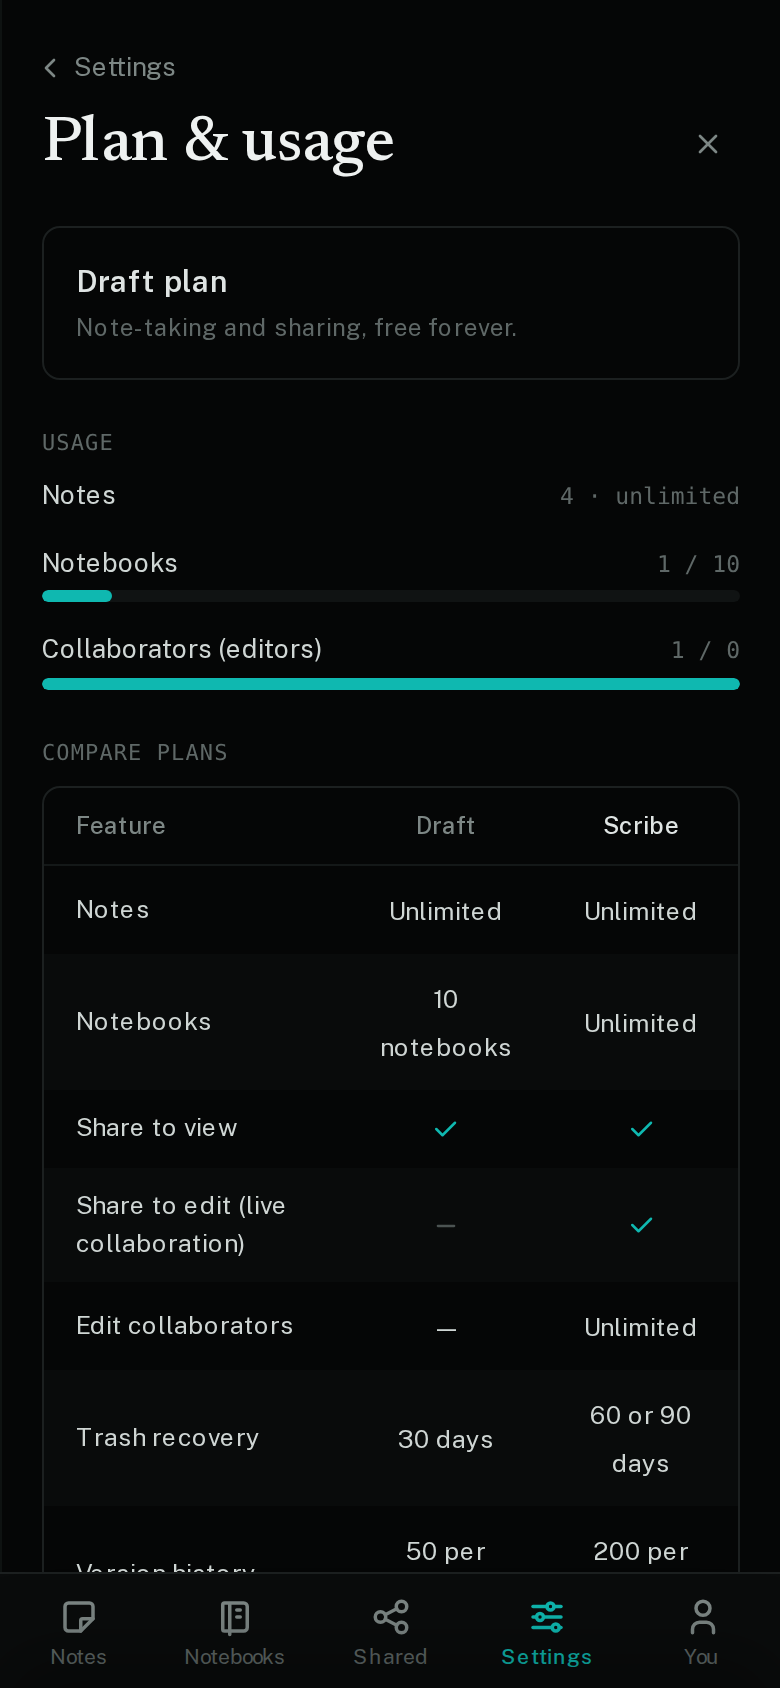 Settings
Plan & usage
Draft plan
Note-taking and sharing, free forever.
USAGE
Notes 4 · unlimited
Notebooks 1 / 10
Collaborators (editors) 1 / 0
COMPARE PLANS
Feature Draft Scribe
Notes Unlimited Unlimited
Notebooks 10 notebooks Unlimited
Share to view ✓ ✓
Share to edit (live collaboration) — ✓
Edit collaborators — Unlimited
Trash recovery 30 days 60 or 90 days
Version history 50 per 200 per
Notes Notebooks Shared Settings You